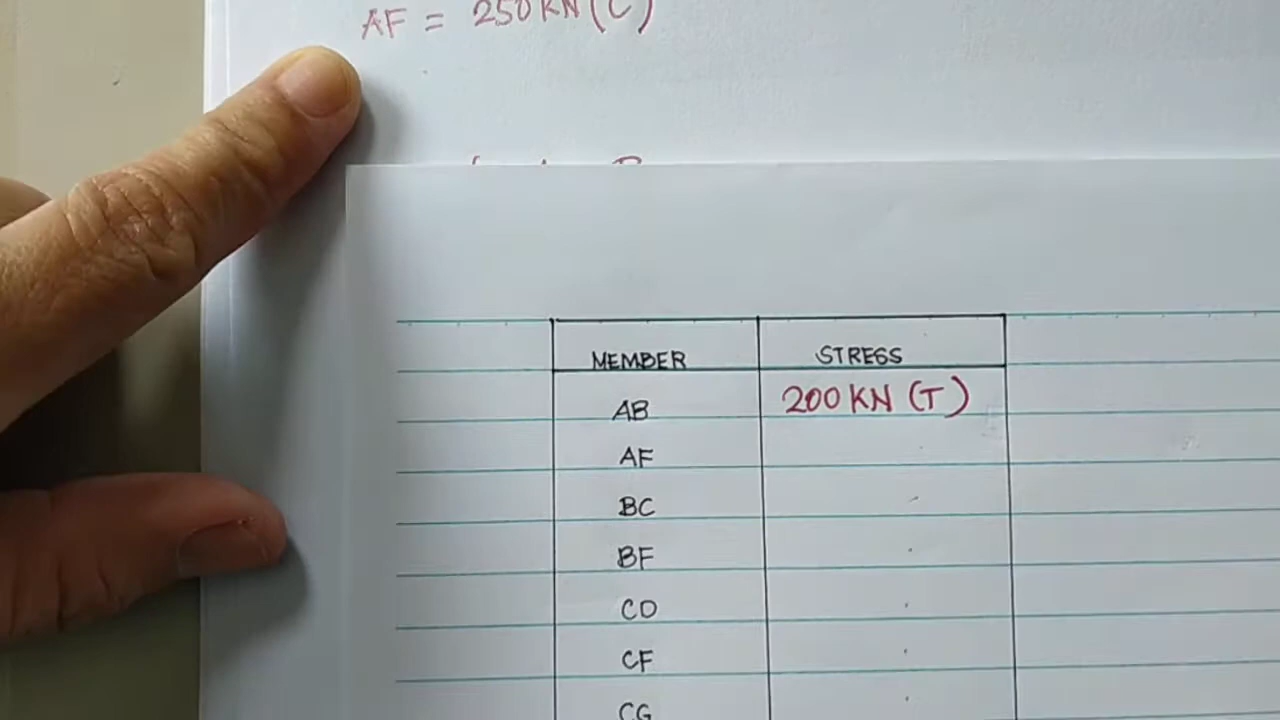 AF = 250 KN (C)
MEMBER STRESS
AB 200 KN (T)
AF
BC
BF
CD
CF
CG